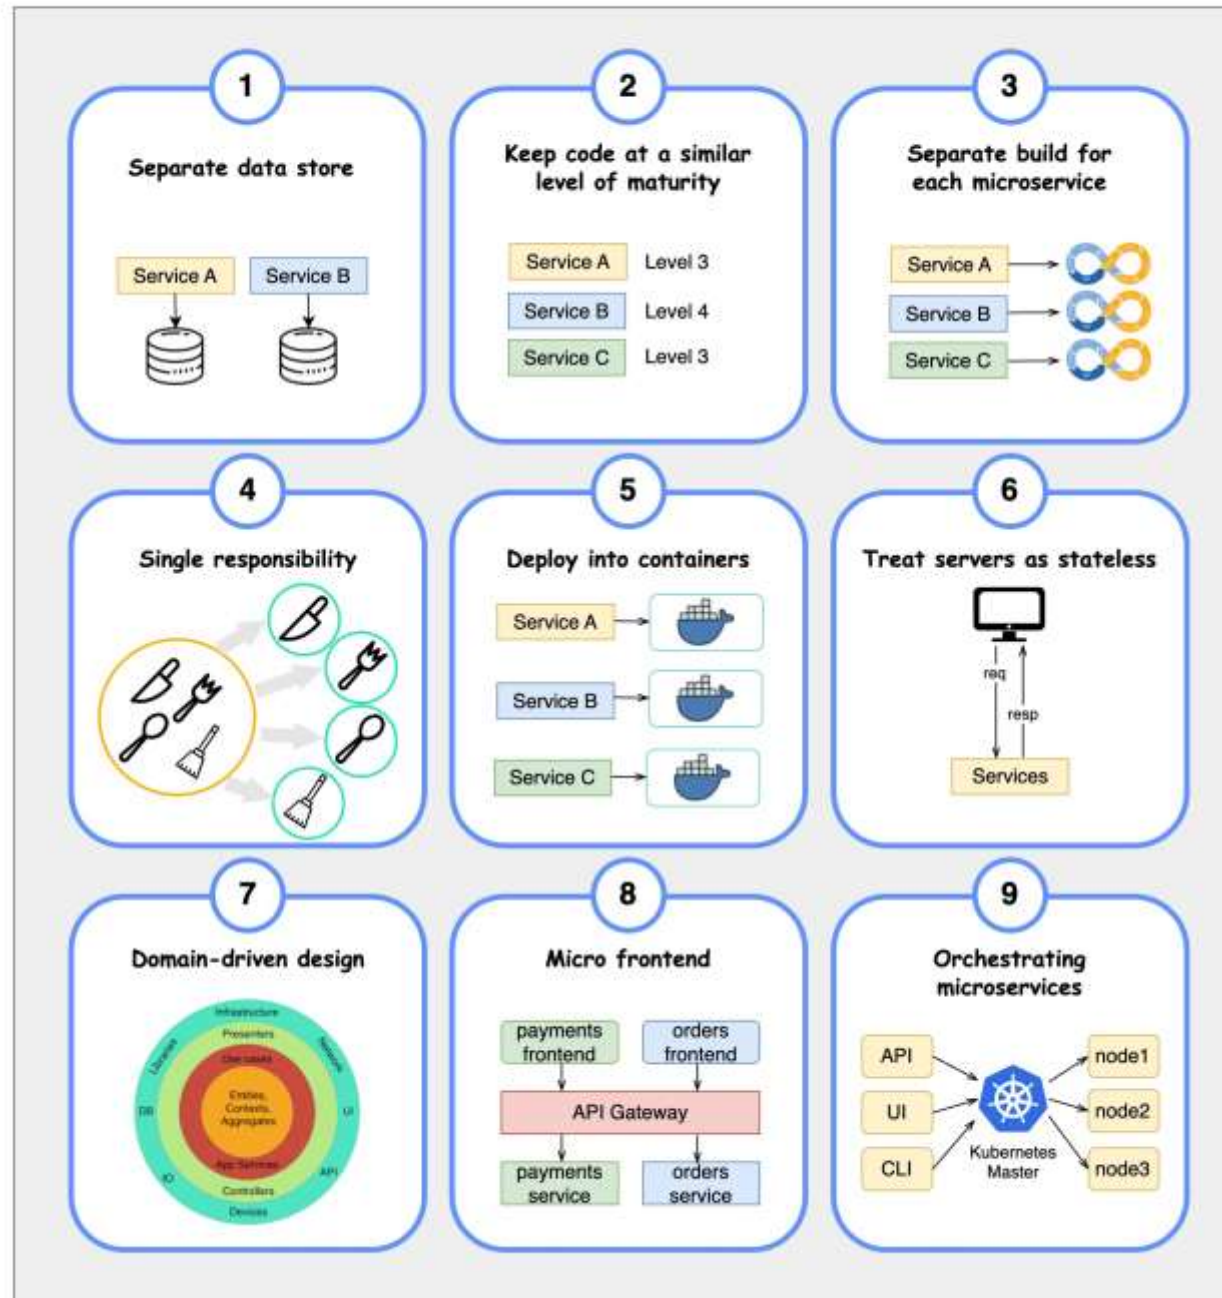 1
Separate data store
Service A
Service B
2
Keep code at a similar
level of maturity
Service A
Level 3
Service B
Level 4
Service C
Level 3
3
Separate build for
each microservice
Service A
Service B
Service C
4
Single responsibility
5
Deploy into containers
Service A
Service B
Service C
6
Treat servers as stateless
req
resp
Services
7
Domain-driven design
Infrastructure
Presenters
Use cases
Libraries
Network
Entities,
Contexts,
Aggregates
DB
UI
App Services
IO
API
Controllers
Devices
8
Micro frontend
payments
frontend
orders
frontend
API Gateway
payments
service
orders
service
9
Orchestrating
microservices
API
UI
CLI
Kubernetes
Master
node1
node2
node3